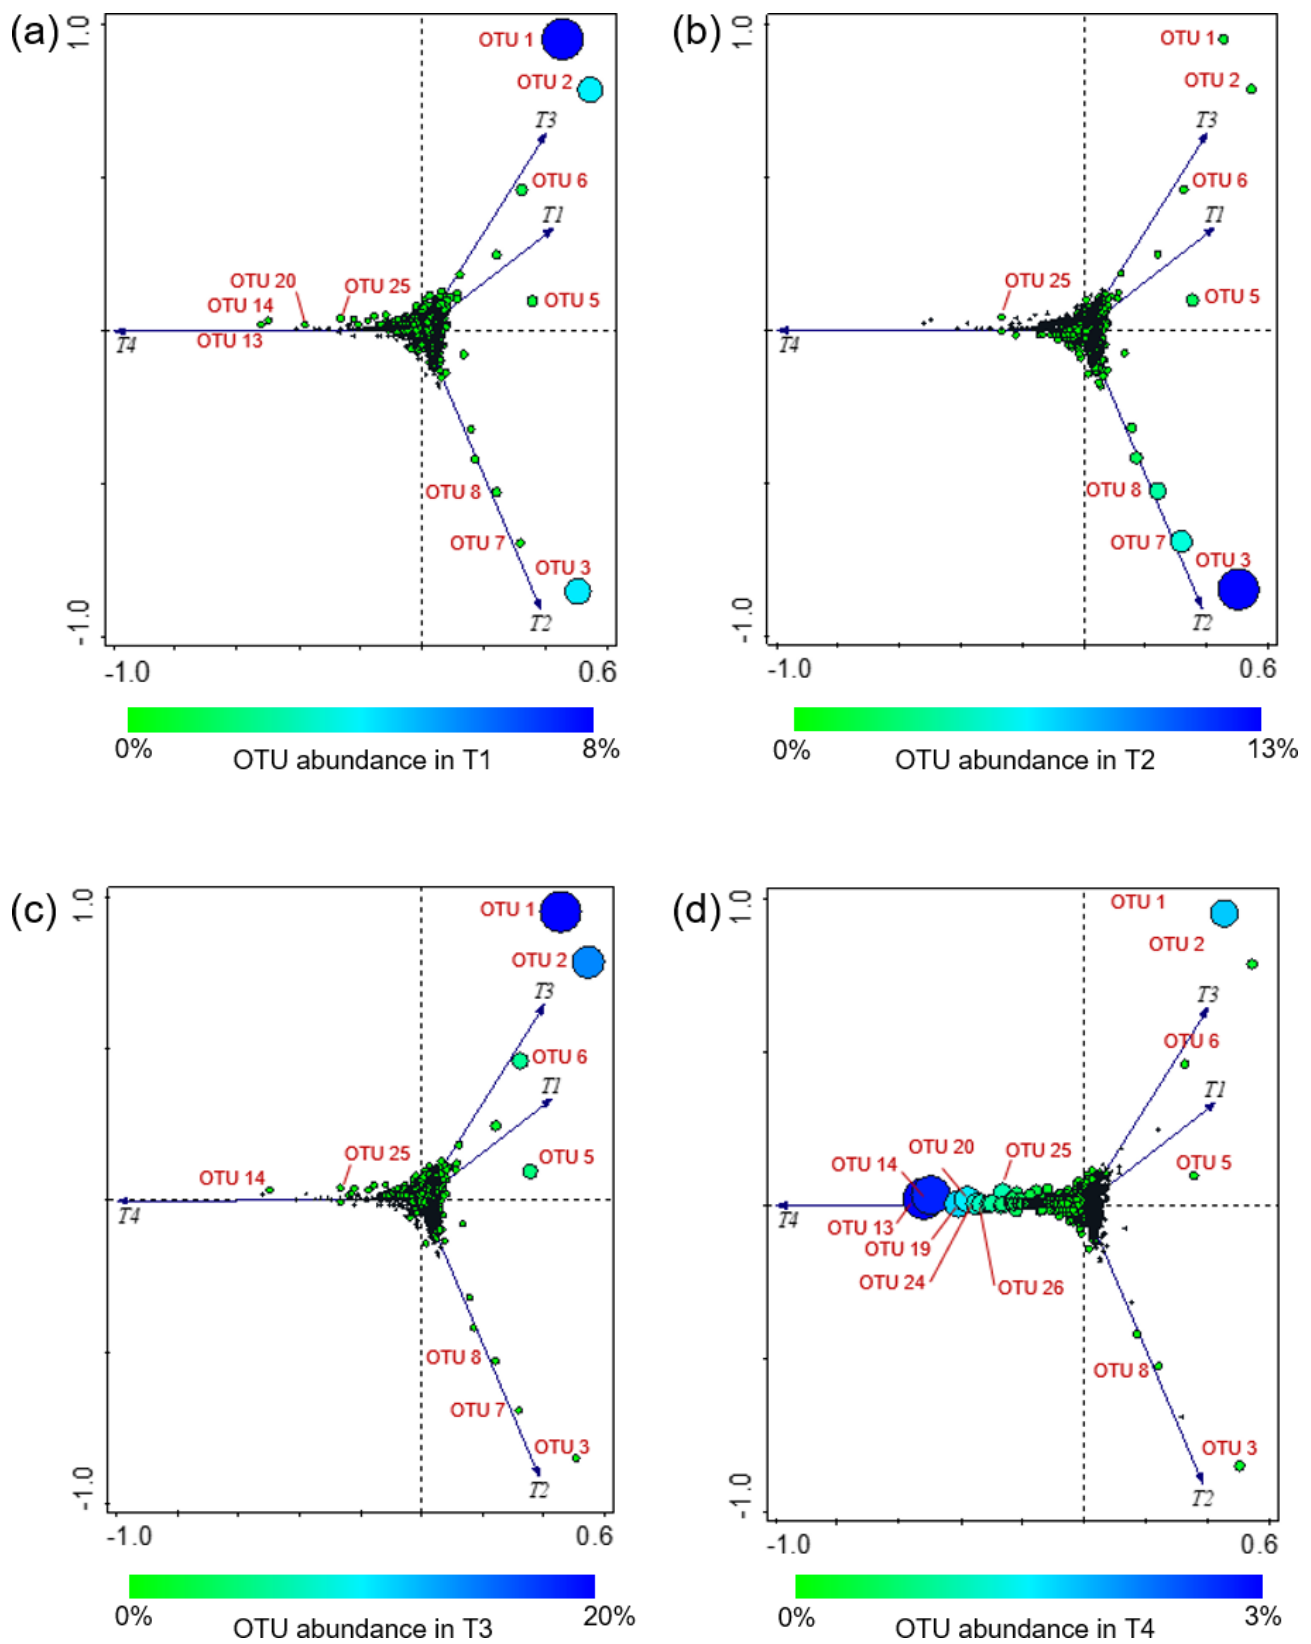 (a)
1.0
OTU 1
OTU 2
T3
OTU 6
T1
OTU 20
OTU 25
OTU 14
OTU 5
OTU 13
T4
OTU 8
OTU 7
OTU 3
T2
-1.0
-1.0
0.6
0%
8%
OTU abundance in T1
(b)
1.0
OTU 1
OTU 2
T3
OTU 6
T1
OTU 25
OTU 5
T4
OTU 8
OTU 7
OTU 3
T2
-1.0
-1.0
0.6
0%
13%
OTU abundance in T2
(c)
1.0
OTU 1
OTU 2
T3
OTU 6
T1
OTU 25
OTU 5
OTU 14
T4
OTU 8
OTU 7
OTU 3
T2
-1.0
-1.0
0.6
0%
20%
OTU abundance in T3
(d)
1.0
OTU 1
OTU 2
T3
OTU 6
T1
OTU 20
OTU 25
OTU 14
OTU 5
T4
OTU 13
OTU 19
OTU 24
OTU 26
OTU 8
OTU 3
T2
-1.0
-1.0
0.6
0%
3%
OTU abundance in T4